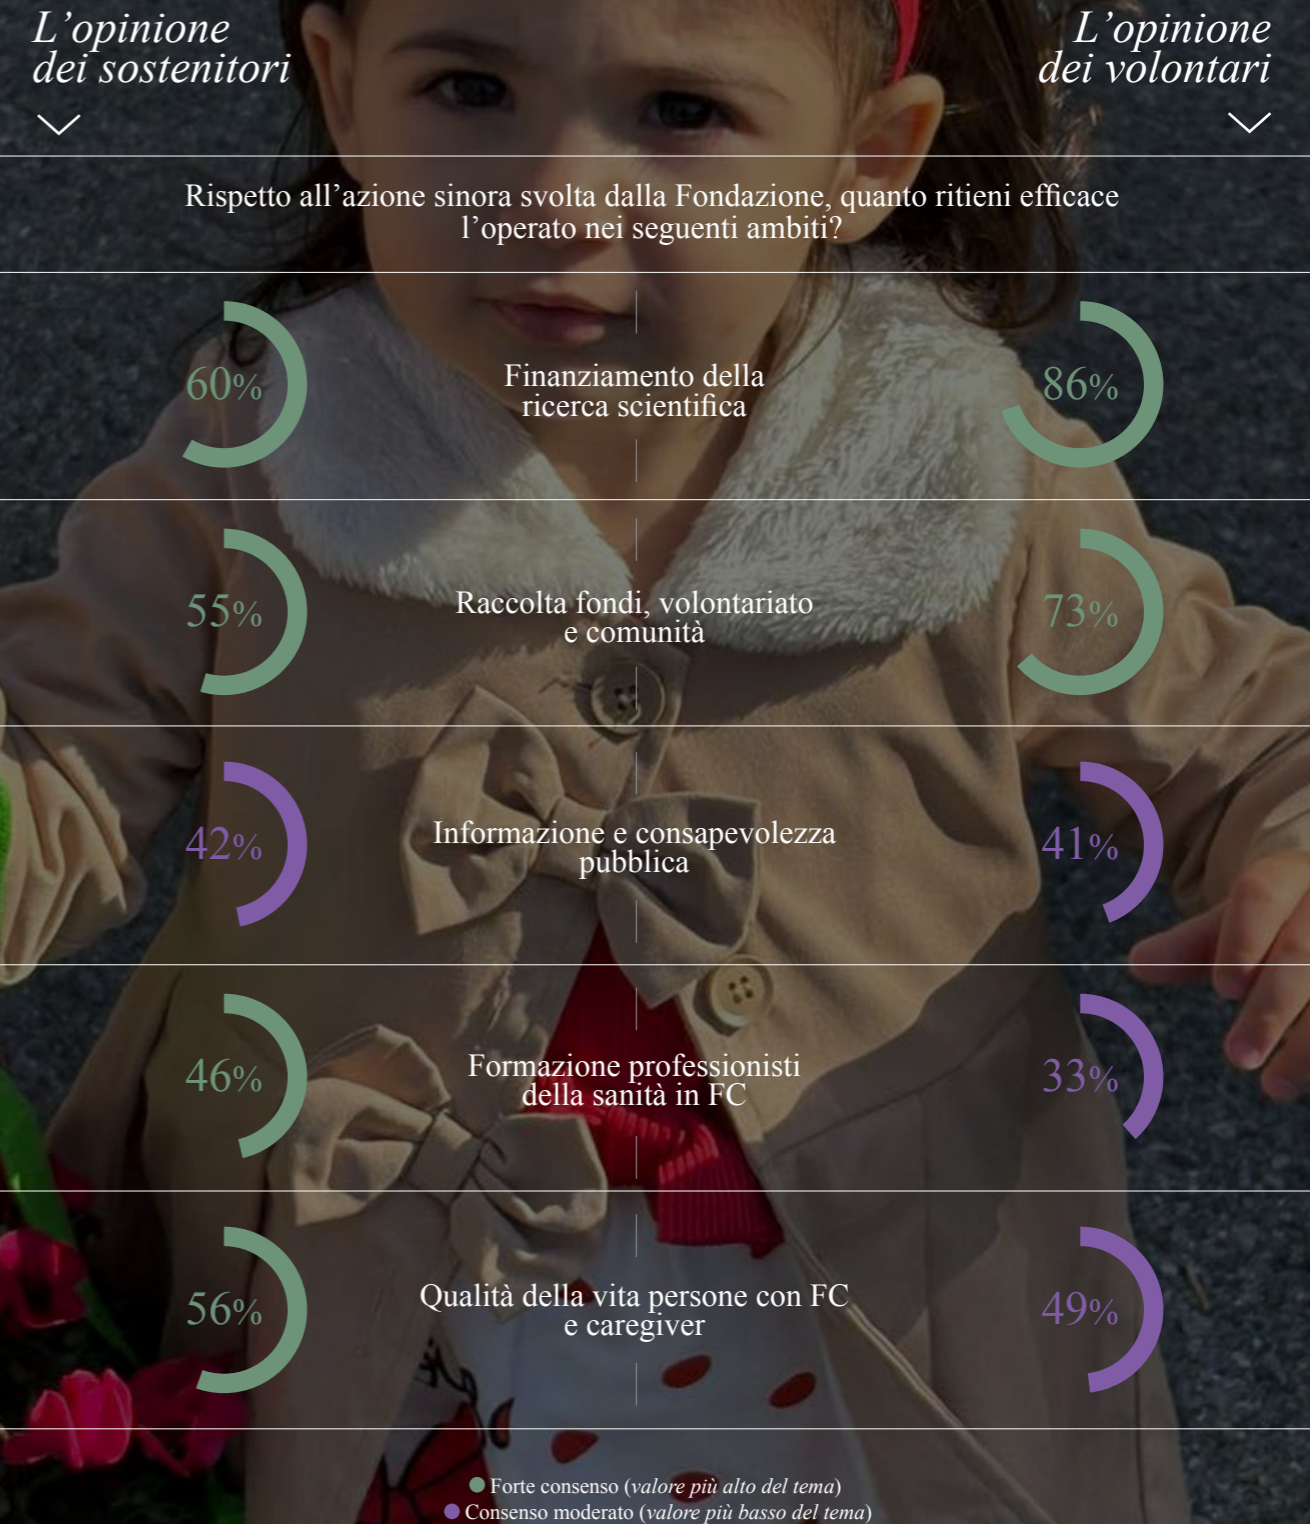 L’opinione
dei sostenitori
L’opinione
dei volontari
Rispetto all’azione sinora svolta dalla Fondazione, quanto ritieni efficace
l’operato nei seguenti ambiti?
60%
Finanziamento della
ricerca scientifica
86%
55%
Raccolta fondi, volontariato
e comunità
73%
42%
Informazione e consapevolezza
pubblica
41%
46%
Formazione professionisti
della sanità in FC
33%
56%
Qualità della vita persone con FC
e caregiver
49%
Forte consenso (valore più alto del tema)
Consenso moderato (valore più basso del tema)